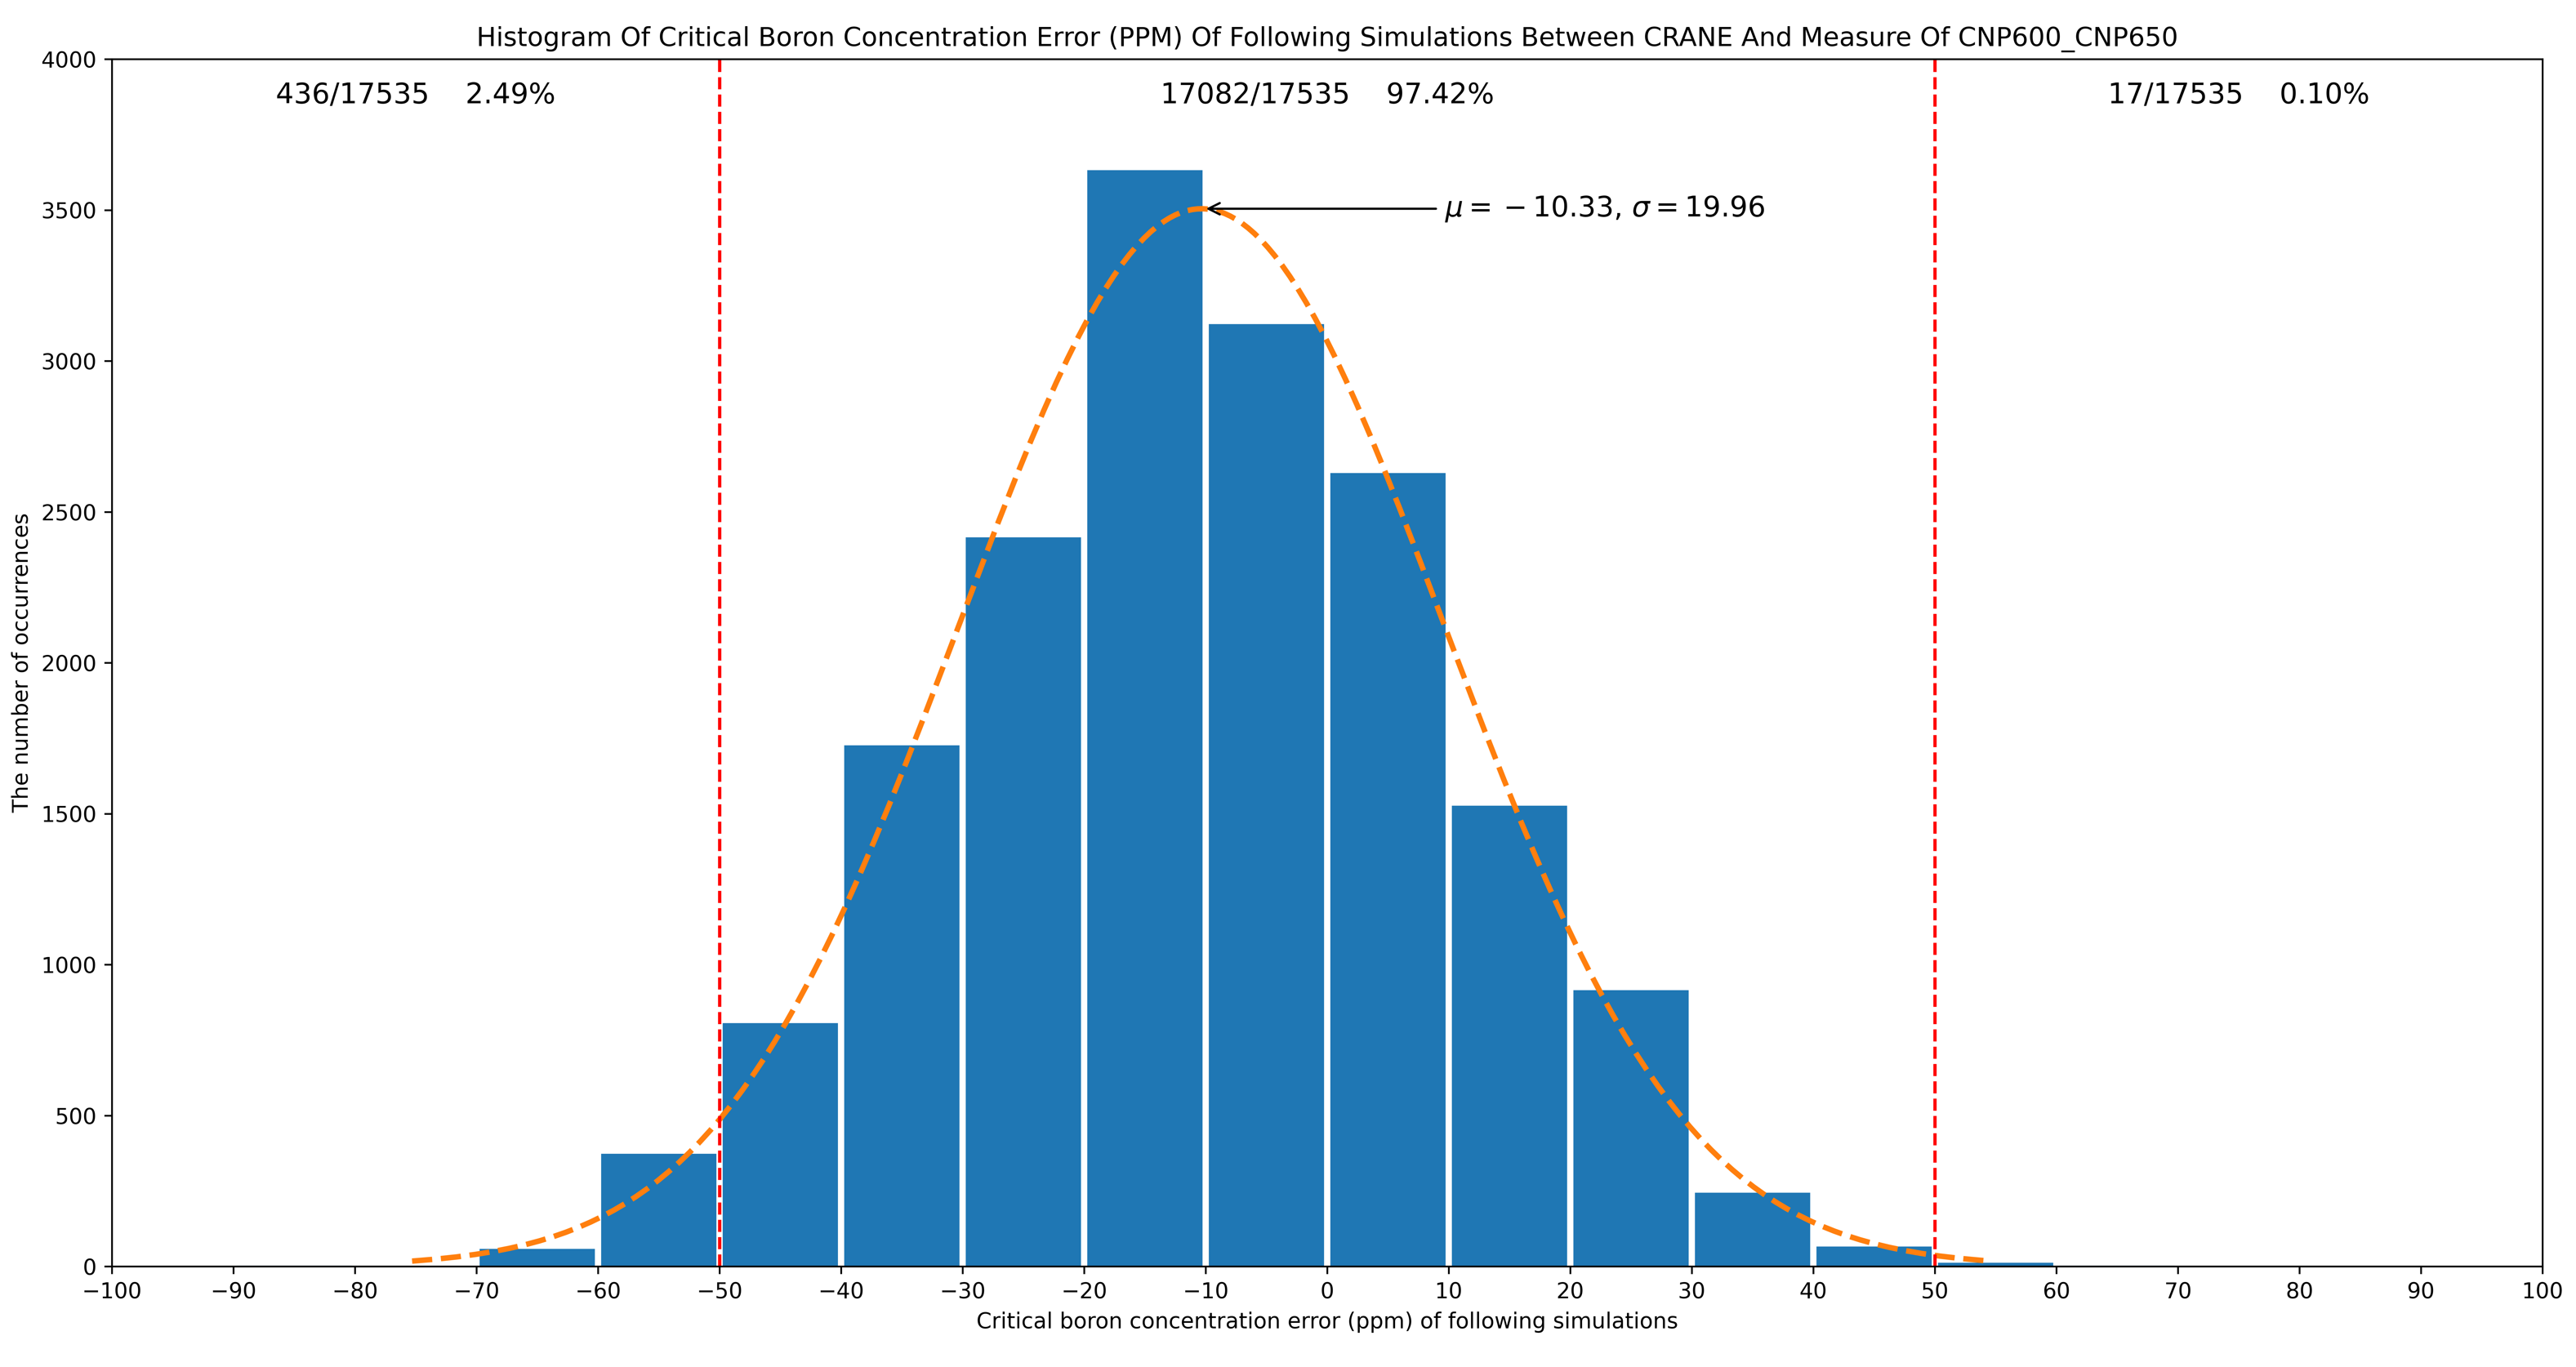 Histogram Of Critical Boron Concentration Error (PPM) Of Following Simulations Between CRANE And Measure Of CNP600_CNP650
436/17535 2.49%
17082/17535 97.42%
17/17535 0.10%
μ = −10.33, σ = 19.96
The number of occurrences
4000
3500
3000
2500
2000
1500
1000
500
0
−100 −90 −80 −70 −60 −50 −40 −30 −20 −10 0 10 20 30 40 50 60 70 80 90 100
Critical boron concentration error (ppm) of following simulations